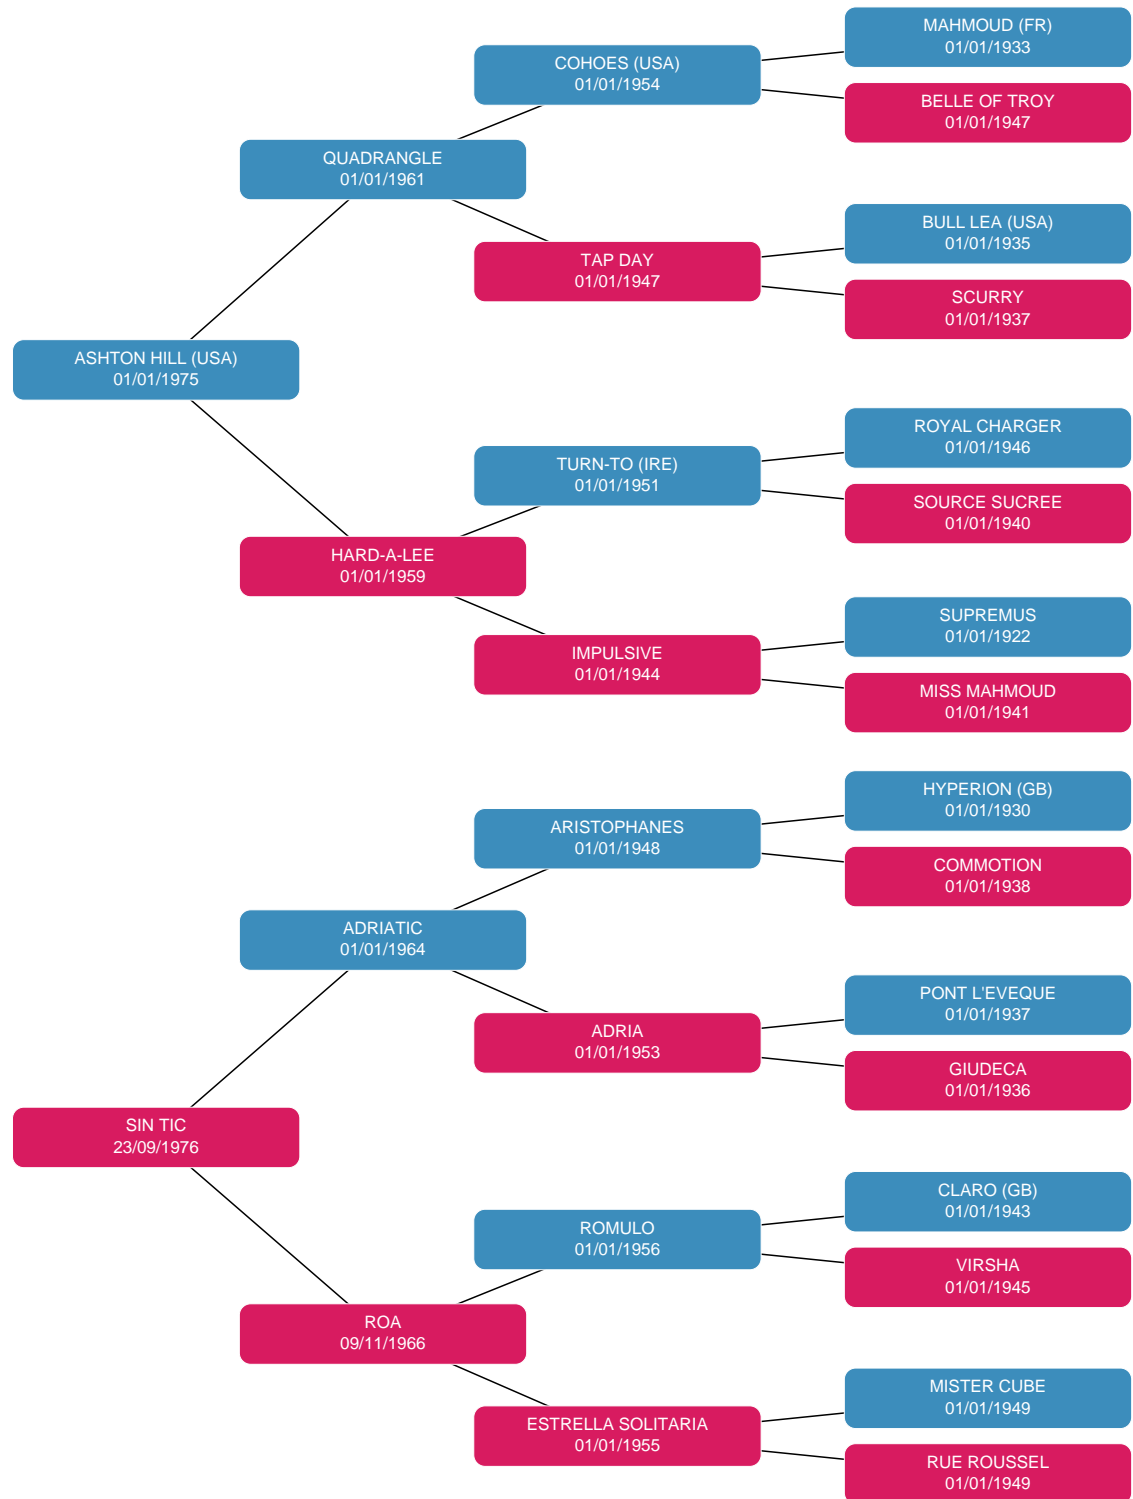 MAHMOUD (FR)
01/01/1933
COHOES (USA)
01/01/1954
BELLE OF TROY
01/01/1947
QUADRANGLE
01/01/1961
BULL LEA (USA)
01/01/1935
TAP DAY
01/01/1947
SCURRY
01/01/1937
ASHTON HILL (USA)
01/01/1975
ROYAL CHARGER
01/01/1946
TURN-TO (IRE)
01/01/1951
SOURCE SUCREE
01/01/1940
HARD-A-LEE
01/01/1959
SUPREMUS
01/01/1922
IMPULSIVE
01/01/1944
MISS MAHMOUD
01/01/1941
HYPERION (GB)
01/01/1930
ARISTOPHANES
01/01/1948
COMMOTION
01/01/1938
ADRIATIC
01/01/1964
PONT L'EVEQUE
01/01/1937
ADRIA
01/01/1953
GIUDECA
01/01/1936
SIN TIC
23/09/1976
CLARO (GB)
01/01/1943
ROMULO
01/01/1956
VIRSHA
01/01/1945
ROA
09/11/1966
MISTER CUBE
01/01/1949
ESTRELLA SOLITARIA
01/01/1955
RUE ROUSSEL
01/01/1949